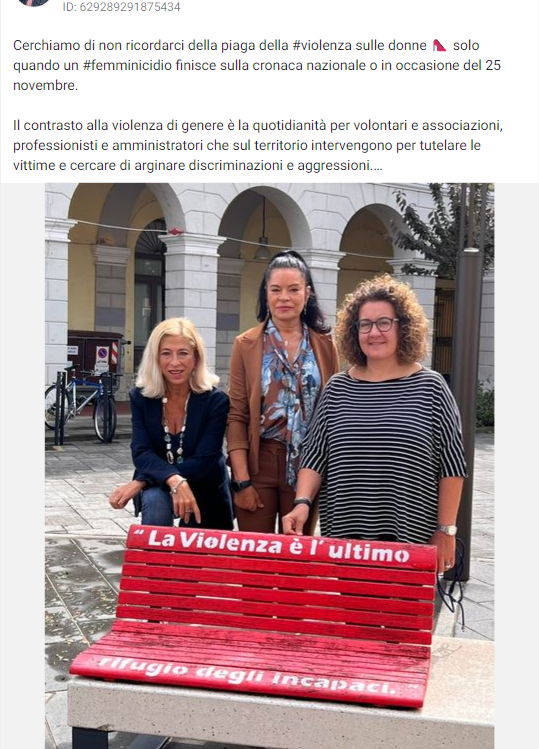 ID: 629289291875434
Cerchiamo di non ricordarci della piaga della #violenza sulle donne 👠 solo
quando un #femminicidio finisce sulla cronaca nazionale o in occasione del 25
novembre.
Il contrasto alla violenza di genere è la quotidianità per volontari e associazioni,
professionisti e amministratori che sul territorio intervengono per tutelare le
vittime e cercare di arginare discriminazioni e aggressioni....
“ La Violenza è l’ ultimo
rifugio degli incapaci. ”